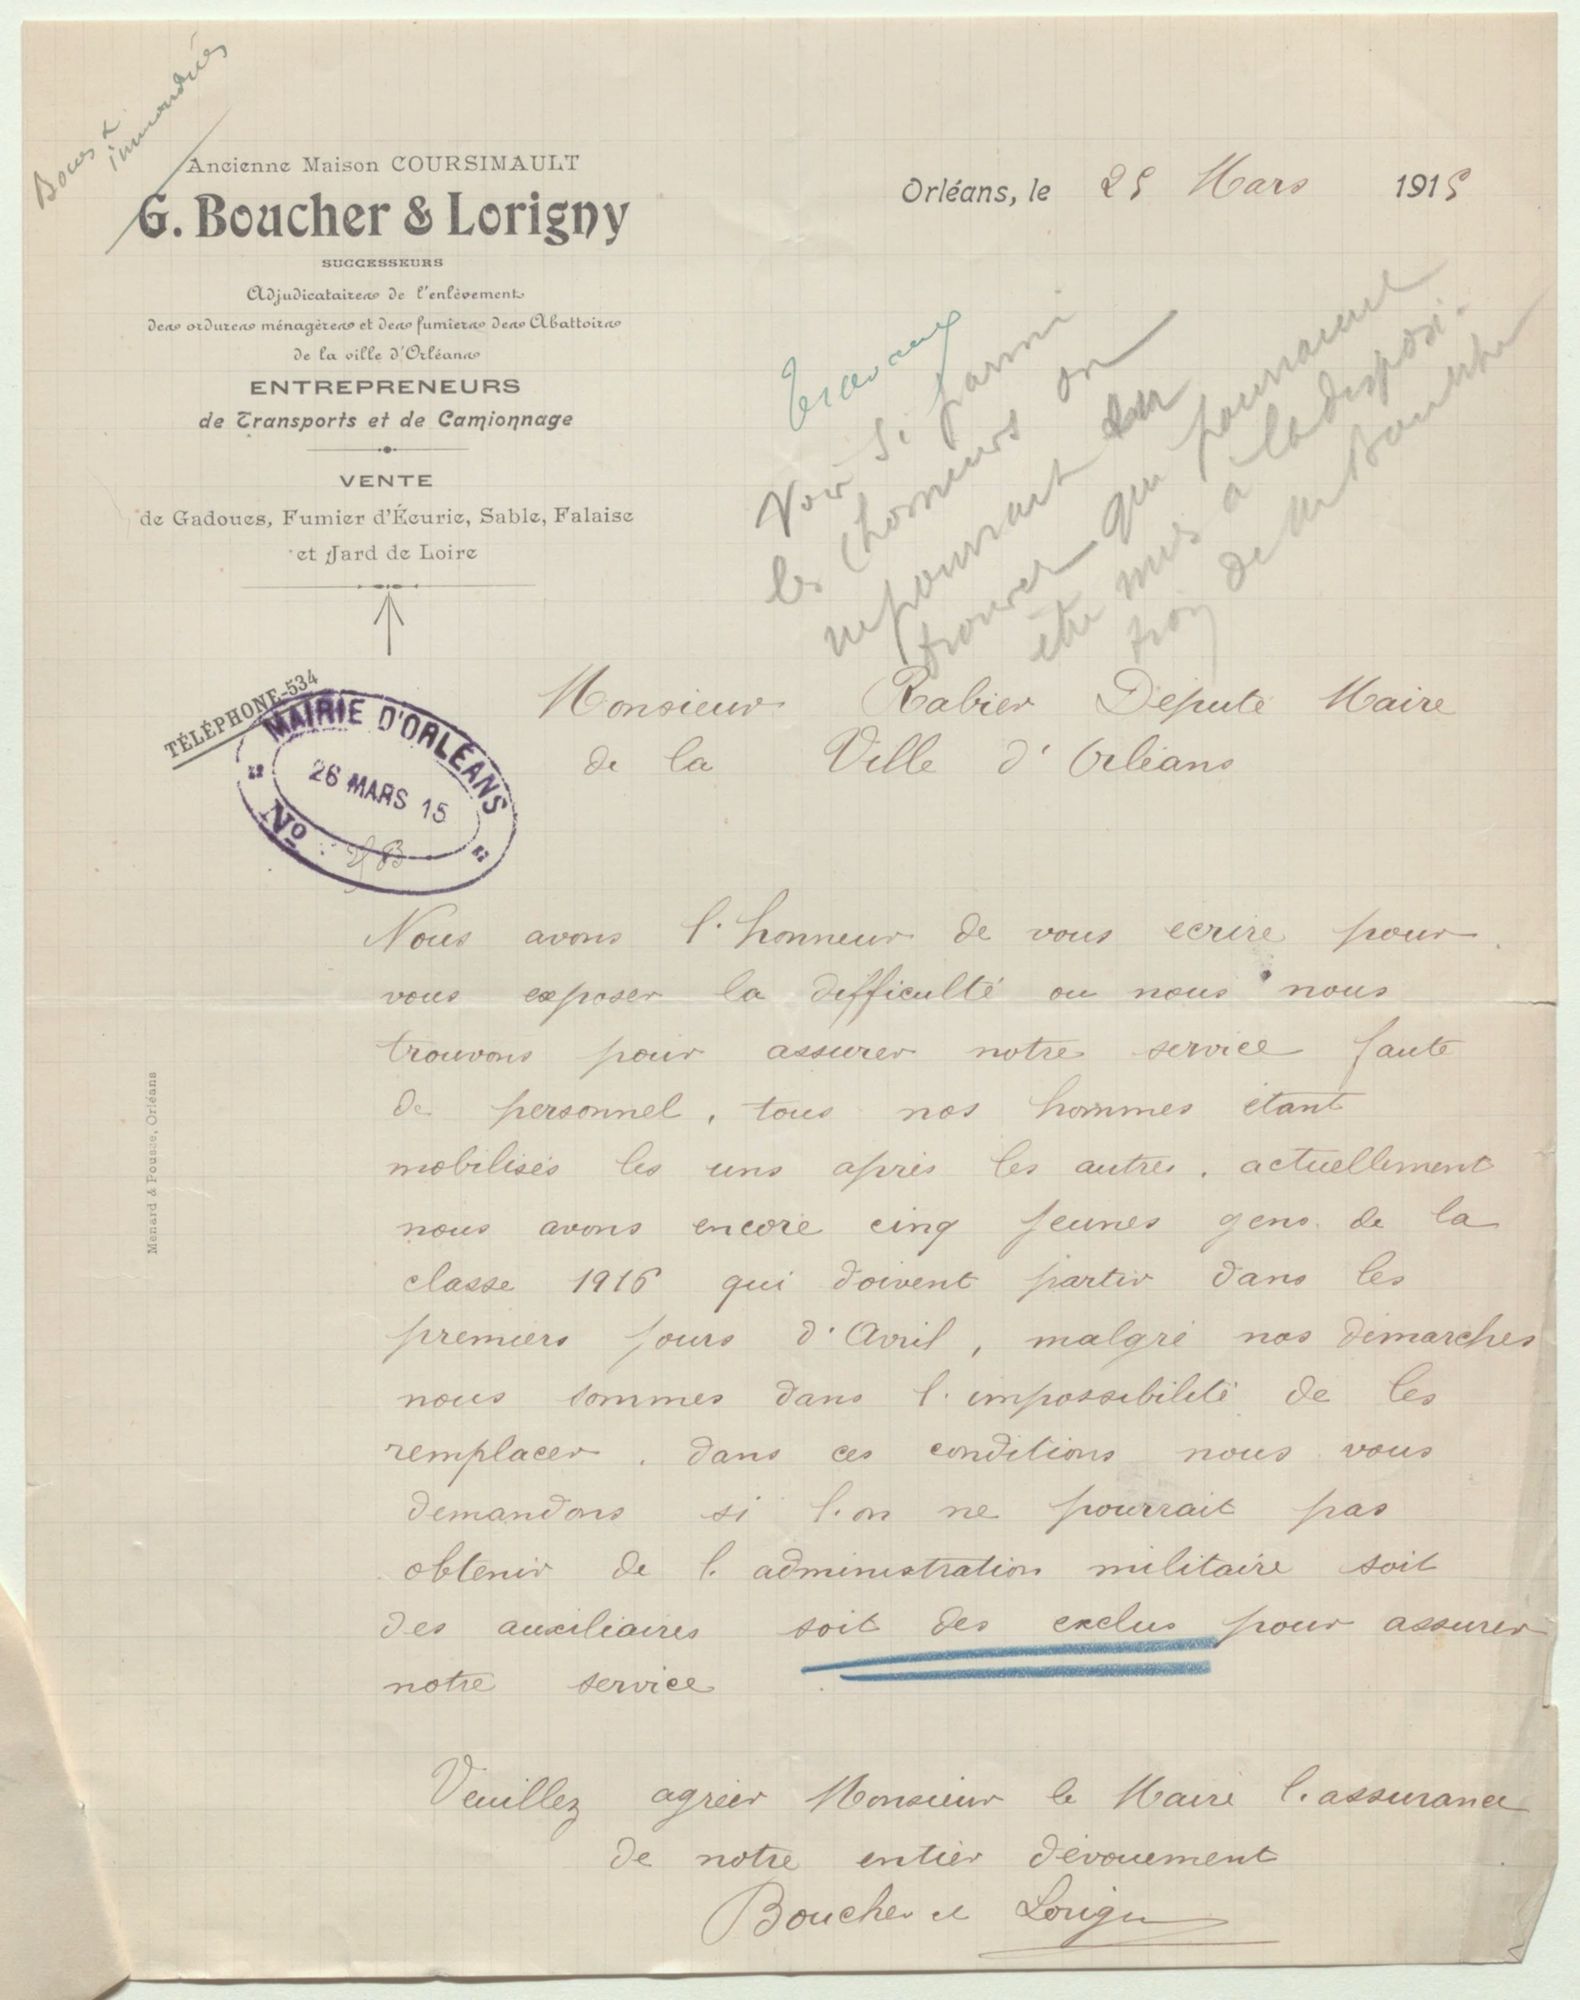 Boues &
immondices
Ancienne Maison COURSIMAULT
G. Boucher & Lorigny
SUCCESSEURS
Adjudicataires de l'enlèvement
des ordures ménagères et des fumiers des Abattoirs
de la ville d'Orléans
ENTREPRENEURS
de Transports et de Camionnage
VENTE
de Gadoues, Fumier d'Écurie, Sable, Falaise
et Jard de Loire
TÉLÉPHONE-534
Orléans, le 25 Mars 1915
Travaux
Voir si parmi
les chomeurs on
ne pourrait en
trouver qui pourraient
être mis à la disposi-
tion de Mr Boucher
MAIRIE D'ORLÉANS
26 MARS 15
No
Monsieur Rabier Député Maire
de la Ville d'Orléans
Nous avons l'honneur de vous ecrire pour
vous exposer la difficulté ou nous nous
trouvons pour assurer notre service faute
de personnel, tous nos hommes étant
mobilisés les uns après les autres. actuellement
nous avons encore cinq jeunes gens de la
classe 1916 qui doivent partir dans les
premiers jours d'Avril, malgré nos démarches
nous sommes dans l'impossibilité de les
remplacer. dans ces conditions nous vous
demandons si l'on ne pourrait pas
obtenir de l'administration militaire soit
des auxiliaires soit des exclus pour assurer
notre service
Veuillez agréer Monsieur le Maire l'assurance
de notre entier dévouement
Boucher et Lorigny
Menard & Pousse, Orléans